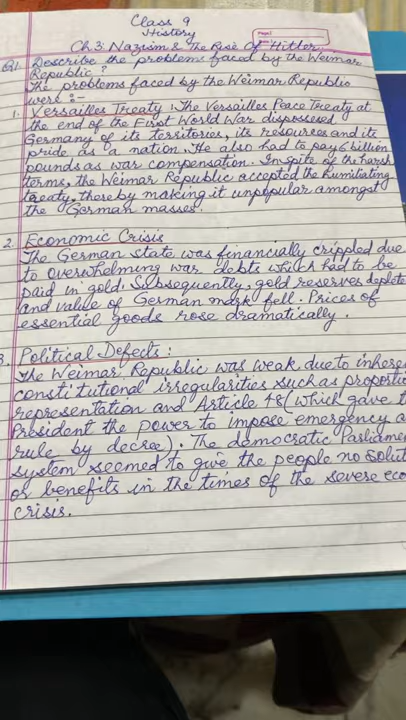 Class 9
History
Page:
Ch.3: Nazism & The Rise Of Hitler.
Q1. Describe the problems faced by the Weimar
Republic?
The problems faced by the Weimar Republic
were :-
1. Versailles Treaty : The Versailles Peace Treaty at
the end of the First World War dispossesed
Germany of its territories, its resources and its
pride as a nation. He also had to pay 6 billion
pounds as war compensation. Inspite of the harsh
terms, the Weimar Republic accepted the humiliating
treaty, thereby making it unpopular amongst
the German masses.
2. Economic Crisis
The German state was financially crippled due
to overwhelming war debts which had to be
paid in gold. Subsequently, gold reserves deplete
and value of German mark fell. Prices of
essential goods rose dramatically.
3. Political Defects :
The Weimar Republic was weak due to inhere
constitutional irregularities such as proportio
representation and Article 48 (which gave t
President the power to impose emergency a
rule by decree). The democratic Parliame
system seemed to give the people no solut
or benefits in the times of the severe eco
crisis.